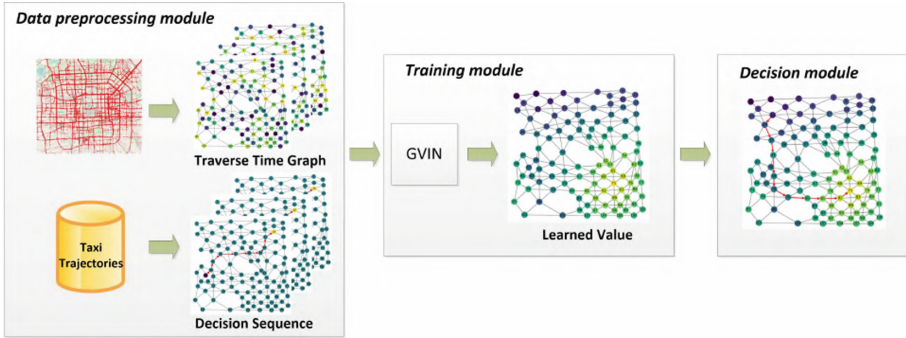 Data preprocessing module
Traverse Time Graph
Taxi
Trajectories
Decision Sequence
Training module
GVIN
Learned Value
Decision module